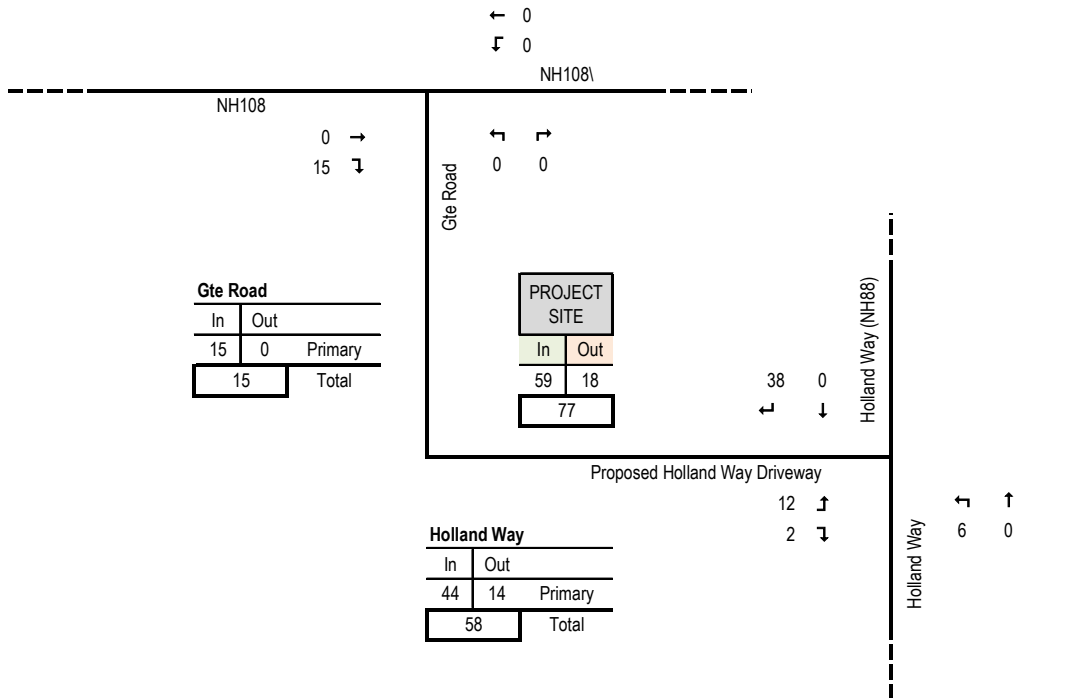 ← 0
↓ 0
NH108\
NH108
0 →
15 ↴
↰ ↱
0 0
Gte Road
Gte Road
In Out
15 0 Primary
15 Total
PROJECT
SITE
In Out
59 18
77
38 0
↵ ↓
Holland Way (NH88)
Proposed Holland Way Driveway
12 ↥
2 ↴
↰ ↑
6 0
Holland Way
Holland Way
In Out
44 14 Primary
58 Total